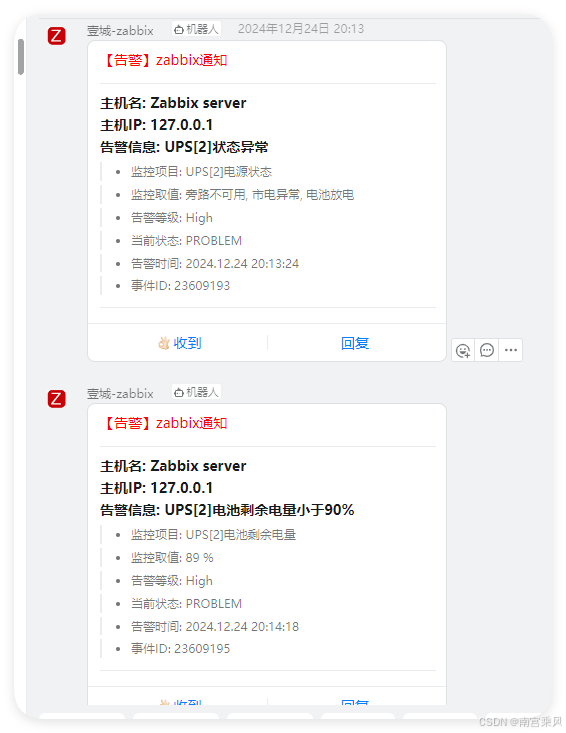 Z
壹城-zabbix 机器人 2024年12月24日 20:13
【告警】zabbix通知
主机名: Zabbix server
主机IP: 127.0.0.1
告警信息: UPS[2]状态异常
• 监控项目: UPS[2]电源状态
• 监控取值: 旁路不可用, 市电异常, 电池放电
• 告警等级: High
• 当前状态: PROBLEM
• 告警时间: 2024.12.24 20:13:24
• 事件ID: 23609193
👌🏻收到 回复
Z
壹城-zabbix 机器人
【告警】zabbix通知
主机名: Zabbix server
主机IP: 127.0.0.1
告警信息: UPS[2]电池剩余电量小于90%
• 监控项目: UPS[2]电池剩余电量
• 监控取值: 89 %
• 告警等级: High
• 当前状态: PROBLEM
• 告警时间: 2024.12.24 20:14:18
• 事件ID: 23609195
👌🏻收到 回复
CSDN @南宫乘风